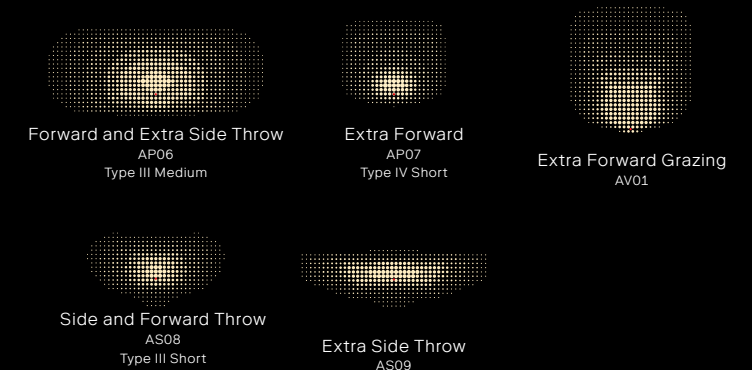 Forward and Extra Side Throw
AP06
Type III Medium
Extra Forward
AP07
Type IV Short
Extra Forward Grazing
AV01
Side and Forward Throw
AS08
Type III Short
Extra Side Throw
AS09